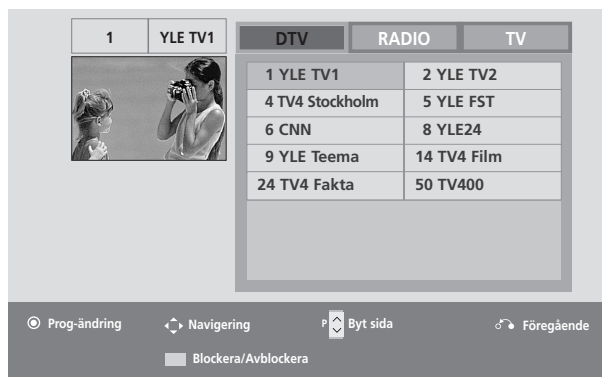 1 YLE TV1
DTV RADIO TV
1 YLE TV1 2 YLE TV2
4 TV4 Stockholm 5 YLE FST
6 CNN 8 YLE24
9 YLE Teema 14 TV4 Film
24 TV4 Fakta 50 TV400
Prog-ändring Navigering P Byt sida Föregående
Blockera/Avblockera